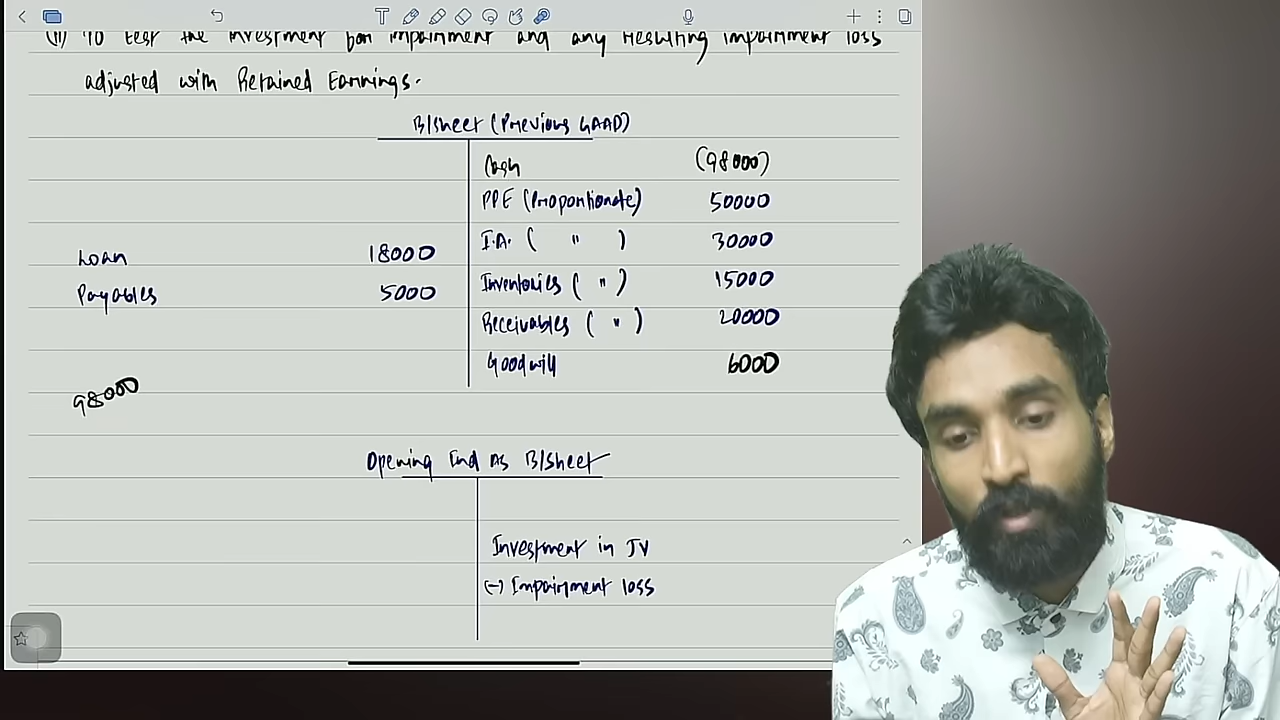 (ii) To test the investment for impairment and any resulting impairment loss
adjusted with Retained Earnings.
B/Sheet (Previous GAAP)
Cash (98000)
PPE (Proportionate) 50000
Loan 18000 I.A. ( " ) 30000
Payables 5000 Inventories ( " ) 15000
Receivables ( " ) 20000
Goodwill 6000
98000
Opening Ind AS B/Sheet
Investment in JV
(-) Impairment loss